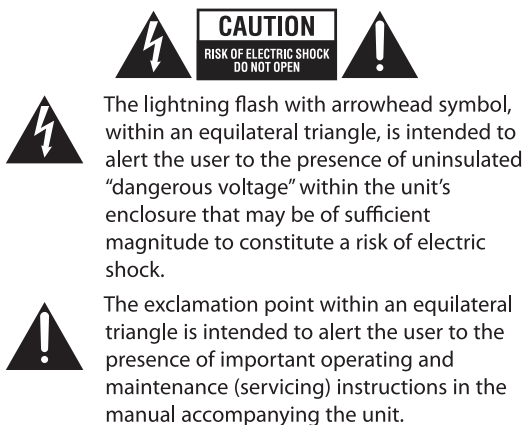 CAUTION
RISK OF ELECTRIC SHOCK
DO NOT OPEN
The lightning flash with arrowhead symbol,
within an equilateral triangle, is intended to
alert the user to the presence of uninsulated
“dangerous voltage” within the unit’s
enclosure that may be of sufficient
magnitude to constitute a risk of electric
shock.
The exclamation point within an equilateral
triangle is intended to alert the user to the
presence of important operating and
maintenance (servicing) instructions in the
manual accompanying the unit.